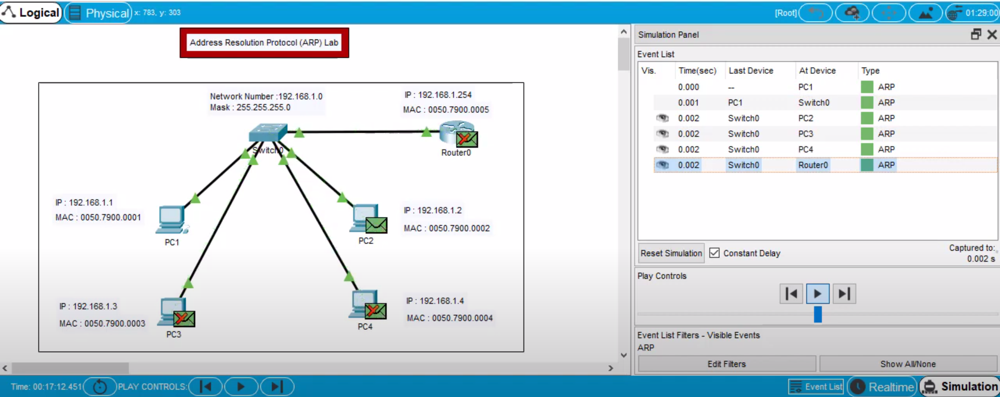 Logical
Physical
x: 783, y: 303
[Root]
01:29:00
Address Resolution Protocol (ARP) Lab
Network Number :192.168.1.0
Mask : 255.255.255.0
IP : 192.168.1.254
MAC : 0050.7900.0005
Switch0
Router0
IP : 192.168.1.1
MAC : 0050.7900.0001
PC1
IP : 192.168.1.2
MAC : 0050.7900.0002
PC2
IP : 192.168.1.3
MAC : 0050.7900.0003
PC3
IP : 192.168.1.4
MAC : 0050.7900.0004
PC4
Simulation Panel
Event List
Vis. Time(sec) Last Device At Device Type
0.000 -- PC1 ARP
0.001 PC1 Switch0 ARP
0.002 Switch0 PC2 ARP
0.002 Switch0 PC3 ARP
0.002 Switch0 PC4 ARP
0.002 Switch0 Router0 ARP
Reset Simulation
Constant Delay
Captured to:
0.002 s
Play Controls
Event List Filters - Visible Events
ARP
Edit Filters
Show All/None
Time: 00:17:12.451
PLAY CONTROLS:
Event List
Realtime
Simulation